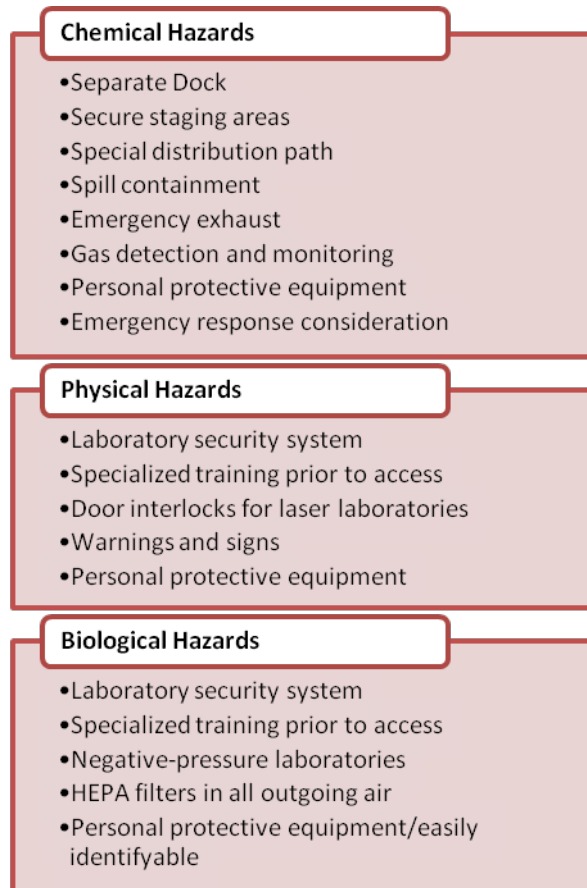 Chemical Hazards
•Separate Dock
•Secure staging areas
•Special distribution path
•Spill containment
•Emergency exhaust
•Gas detection and monitoring
•Personal protective equipment
•Emergency response consideration
Physical Hazards
•Laboratory security system
•Specialized training prior to access
•Door interlocks for laser laboratories
•Warnings and signs
•Personal protective equipment
Biological Hazards
•Laboratory security system
•Specialized training prior to access
•Negative-pressure laboratories
•HEPA filters in all outgoing air
•Personal protective equipment/easily
identifyable